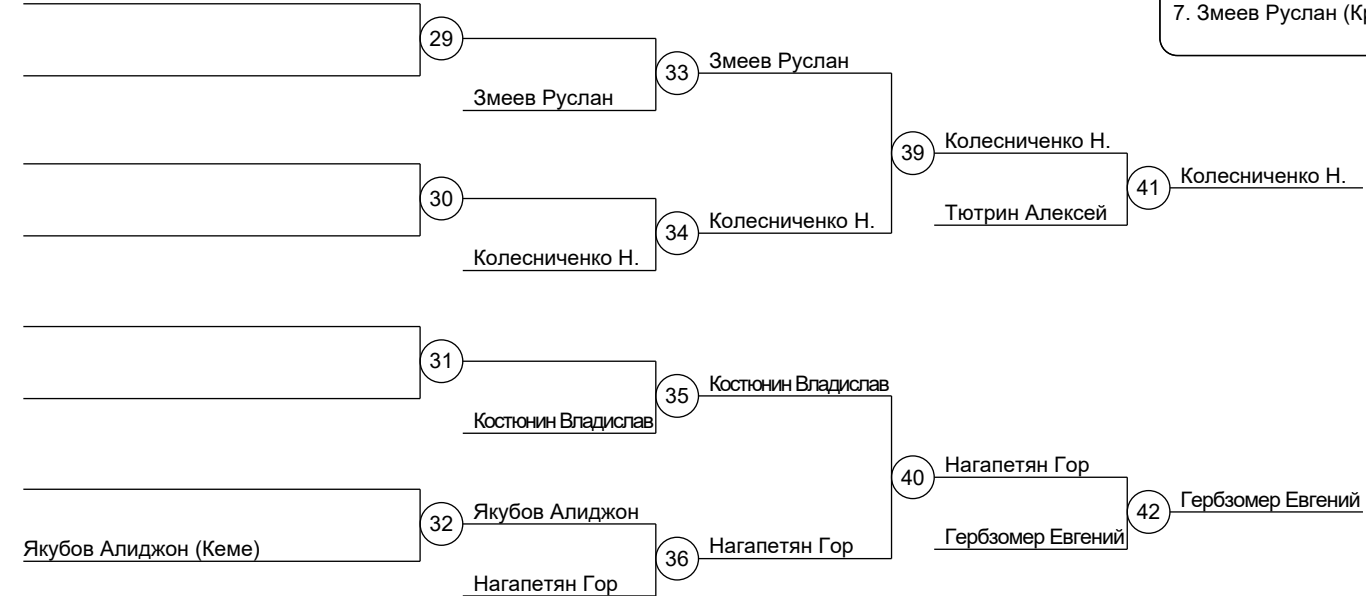 7. Змеев Руслан (Кр
29
Змеев Руслан
33
Змеев Руслан
39
Колесниченко Н.
30
41
Колесниченко Н.
Тютрин Алексей
34
Колесниченко Н.
Колесниченко Н.
31
35
Костюнин Владислав
Костюнин Владислав
40
Нагапетян Гор
32
Якубов Алиджон
42
Гербзомер Евгений
Гербзомер Евгений
Якубов Алиджон (Кеме)
36
Нагапетян Гор
Нагапетян Гор